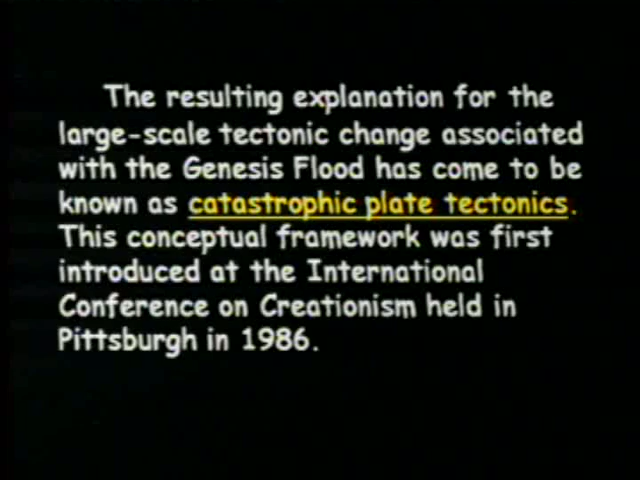 The resulting explanation for the
large-scale tectonic change associated
with the Genesis Flood has come to be
known as catastrophic plate tectonics.
This conceptual framework was first
introduced at the International
Conference on Creationism held in
Pittsburgh in 1986.